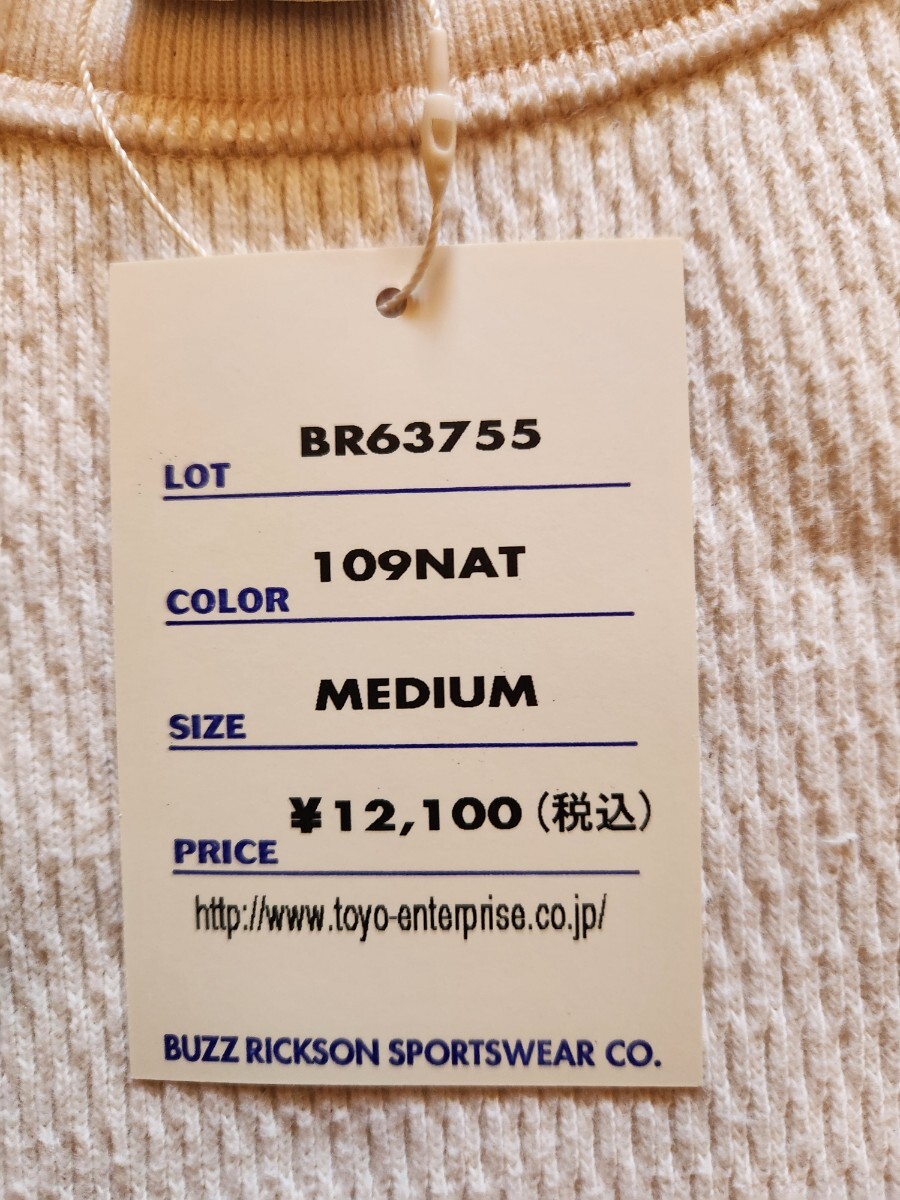 BR63755
LOT
109NAT
COLOR
MEDIUM
SIZE
¥12,100(税込)
PRICE
http://www.toyo-enterprise.co.jp/
BUZZ RICKSON SPORTSWEAR CO.